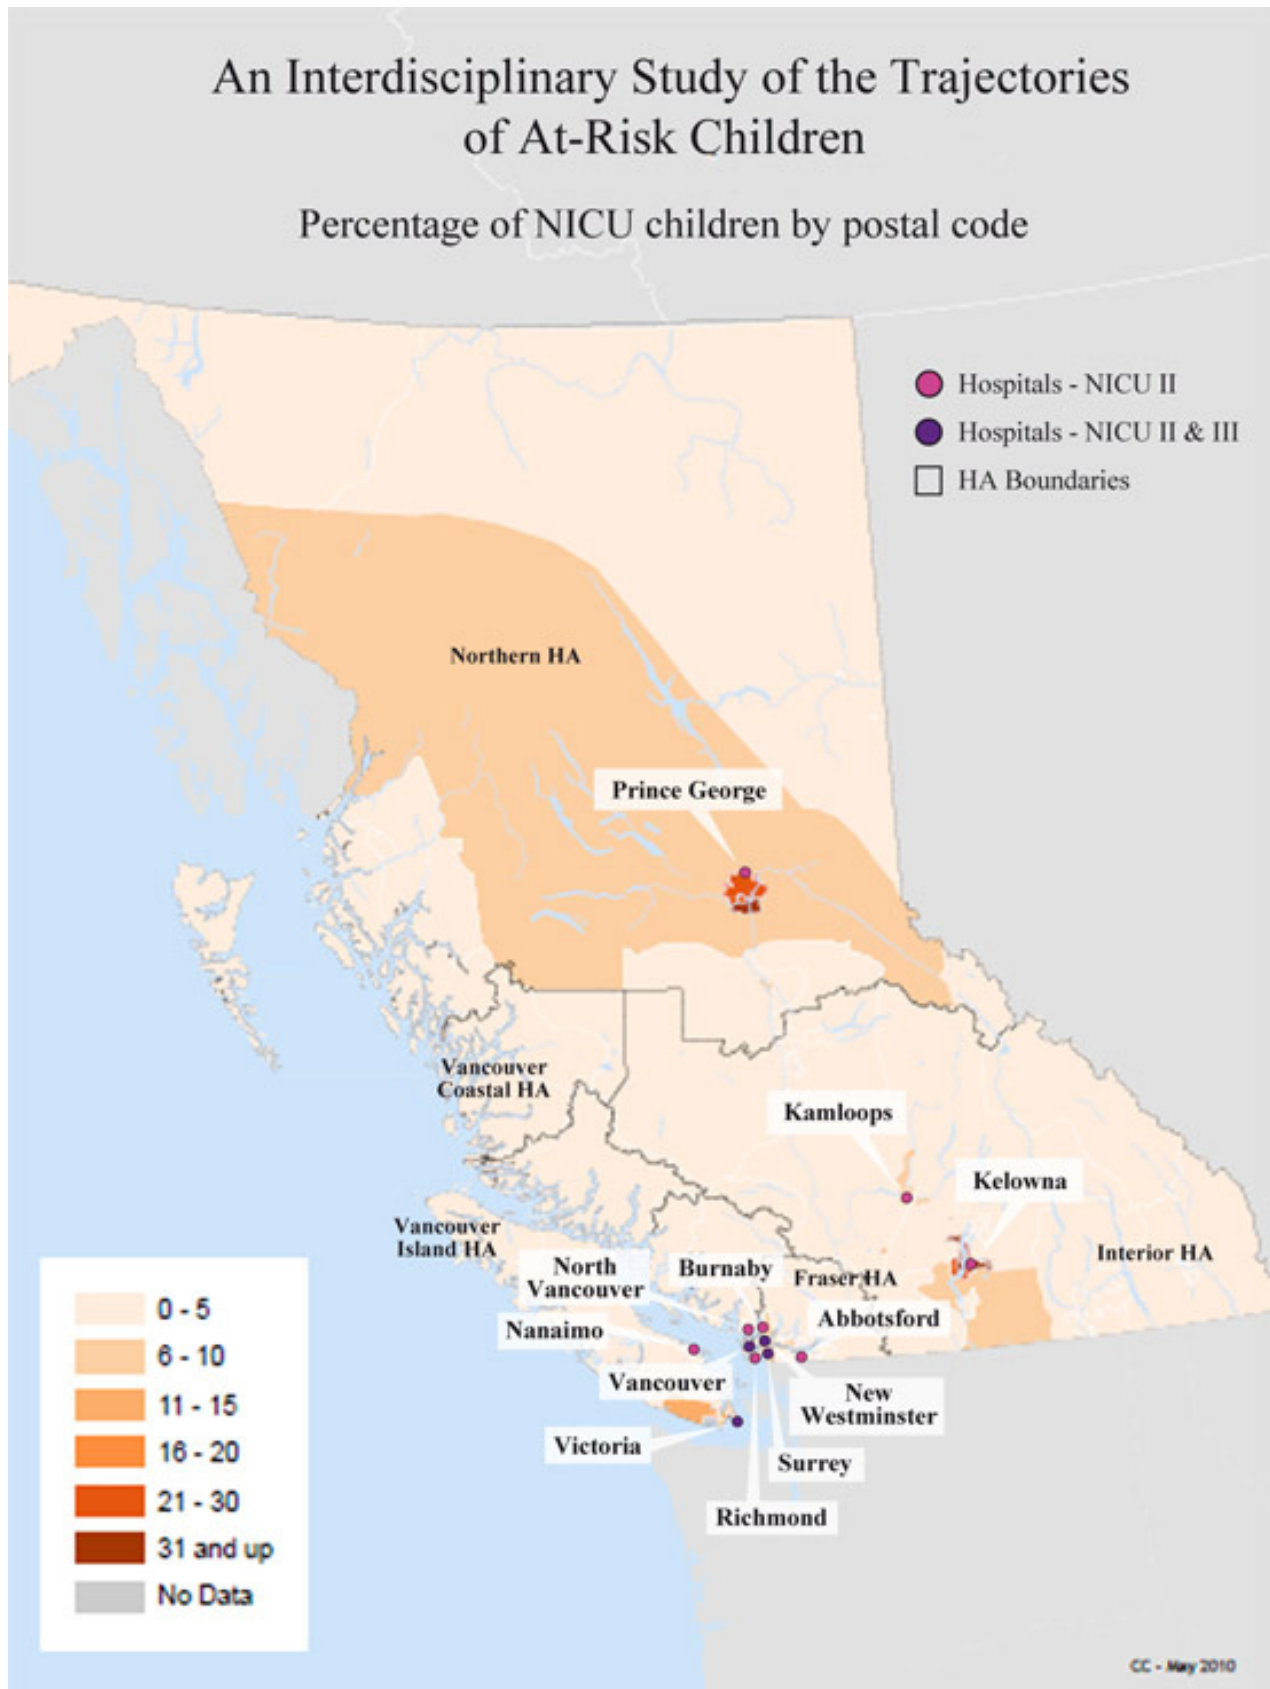 An Interdisciplinary Study of the Trajectories
of At-Risk Children
Percentage of NICU children by postal code
Hospitals - NICU II
Hospitals - NICU II & III
HA Boundaries
Northern HA
Prince George
Vancouver
Coastal HA
Kamloops
Kelowna
Vancouver
Island HA
Interior HA
North
Vancouver
Burnaby
Fraser HA
Abbotsford
Nanaimo
Vancouver
New
Westminster
Victoria
Surrey
Richmond
0 - 5
6 - 10
11 - 15
16 - 20
21 - 30
31 and up
No Data
CC - May 2010